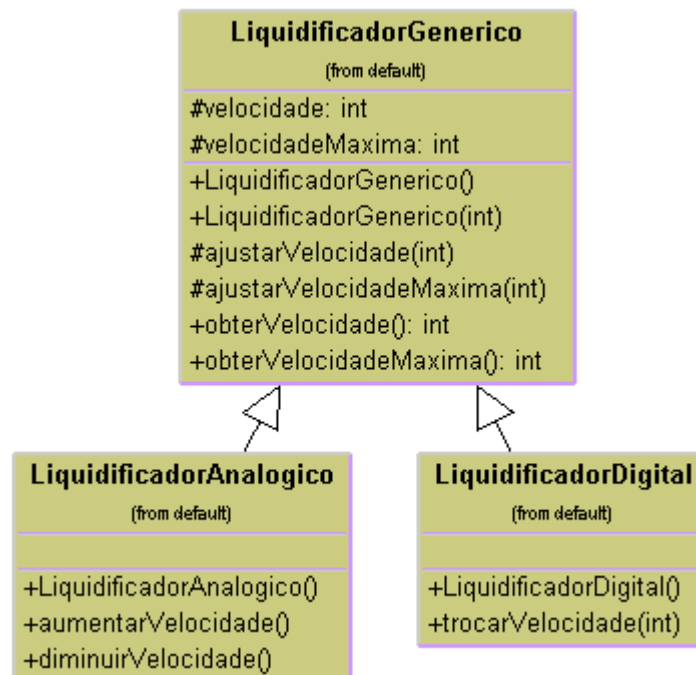 LiquidificadorGenerico
(from default)
#velocidade: int
#velocidadeMaxima: int
+LiquidificadorGenerico()
+LiquidificadorGenerico(int)
#ajustarVelocidade(int)
#ajustarVelocidadeMaxima(int)
+obterVelocidade(): int
+obterVelocidadeMaxima(): int
LiquidificadorAnalogico
(from default)
+LiquidificadorAnalogico()
+aumentarVelocidade()
+diminuirVelocidade()
LiquidificadorDigital
(from default)
+LiquidificadorDigital()
+trocarVelocidade(int)